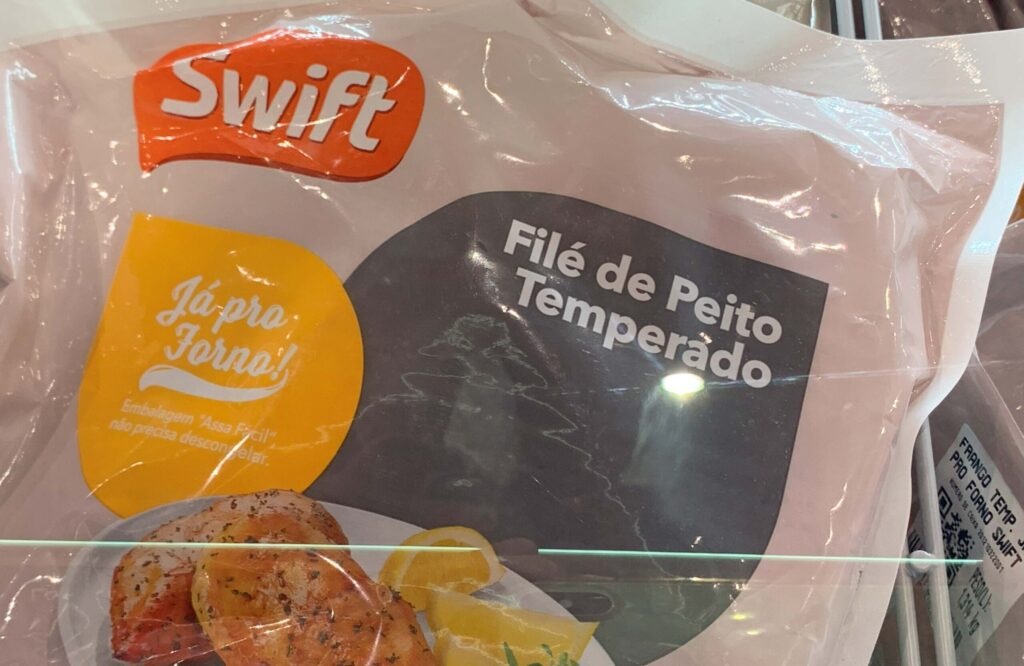 Swift
Filé de Peito
Temperado
Já pro
Forno!
Embalagem "Assa Fácil"
não precisa descongelar.
FRANGO TEMP.
PRO FORNO SWIFT